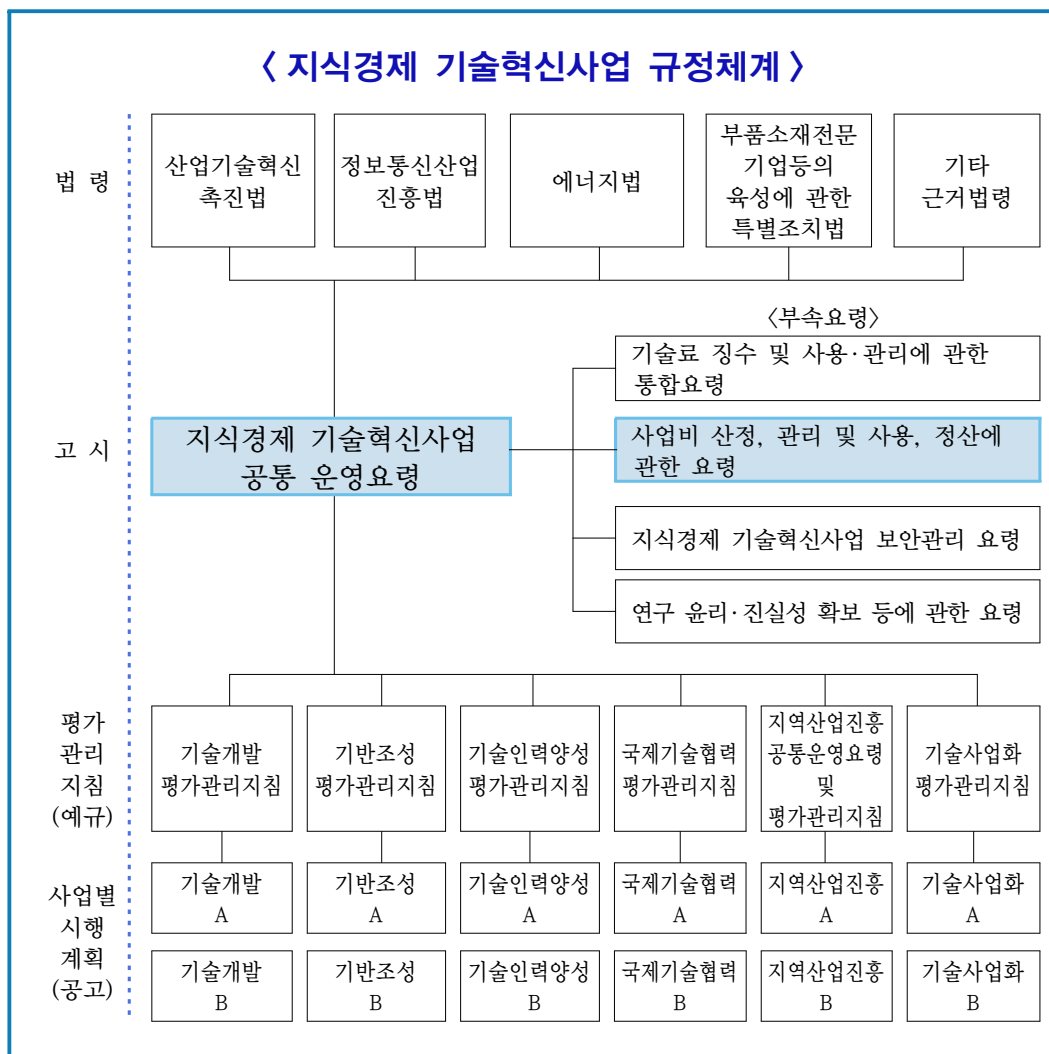 〈 지식경제 기술혁신사업 규정체계 〉
법 령
산업기술혁신
촉진법
정보통신산업
진흥법
에너지법
부품소재전문
기업등의
육성에 관한
특별조치법
기타
근거법령
〈부속요령〉
기술료 징수 및 사용·관리에 관한
통합요령
고 시
지식경제 기술혁신사업
공통 운영요령
사업비 산정, 관리 및 사용, 정산에
관한 요령
지식경제 기술혁신사업 보안관리 요령
연구 윤리·진실성 확보 등에 관한 요령
평가
관리
지침
(예규)
기술개발
평가관리지침
기반조성
평가관리지침
기술인력양성
평가관리지침
국제기술협력
평가관리지침
지역산업진흥
공통운영요령
및
평가관리지침
기술사업화
평가관리지침
사업별
시행
계획
(공고)
기술개발
A
기반조성
A
기술인력양성
A
국제기술협력
A
지역산업진흥
A
기술사업화
A
기술개발
B
기반조성
B
기술인력양성
B
국제기술협력
B
지역산업진흥
B
기술사업화
B